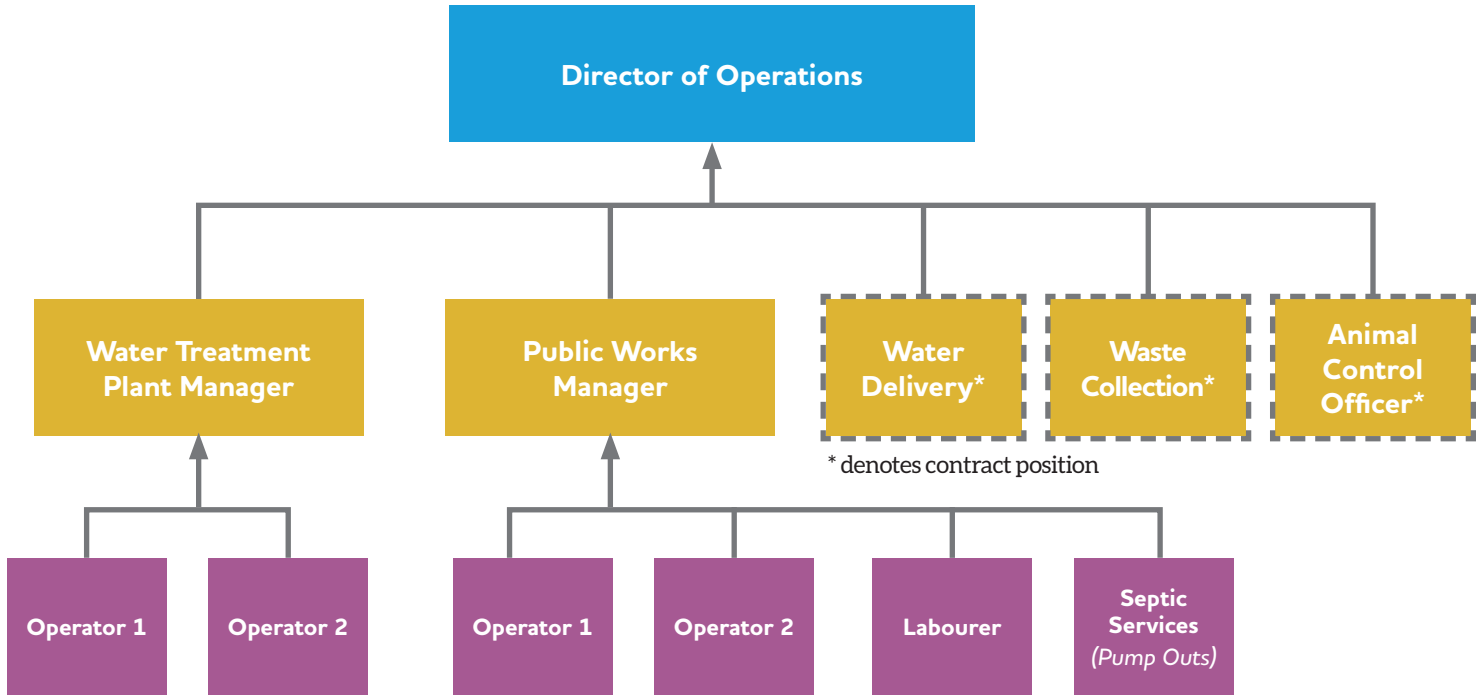 Director of Operations
Water Treatment
Plant Manager
Public Works
Manager
Water
Delivery*
Waste
Collection*
Animal
Control
Officer*
* denotes contract position
Operator 1
Operator 2
Operator 1
Operator 2
Labourer
Septic
Services
(Pump Outs)